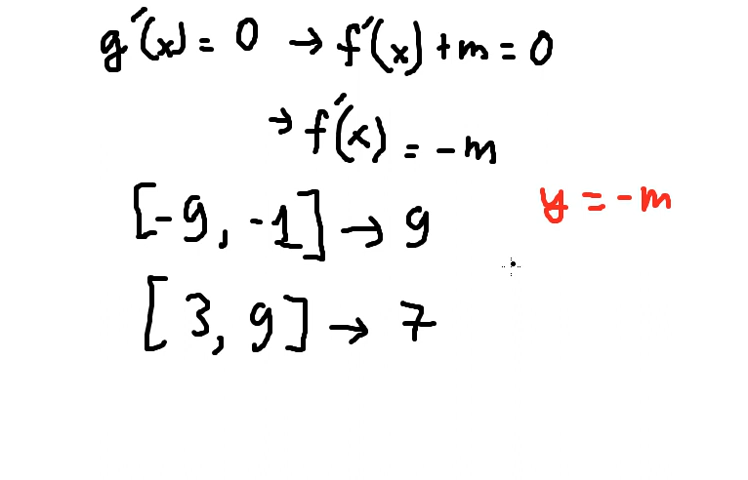 g′(x) = 0 → f′(x) + m = 0
→ f′(x) = -m
[-9, -1] → 9
y = -m
[3, 9] → 7